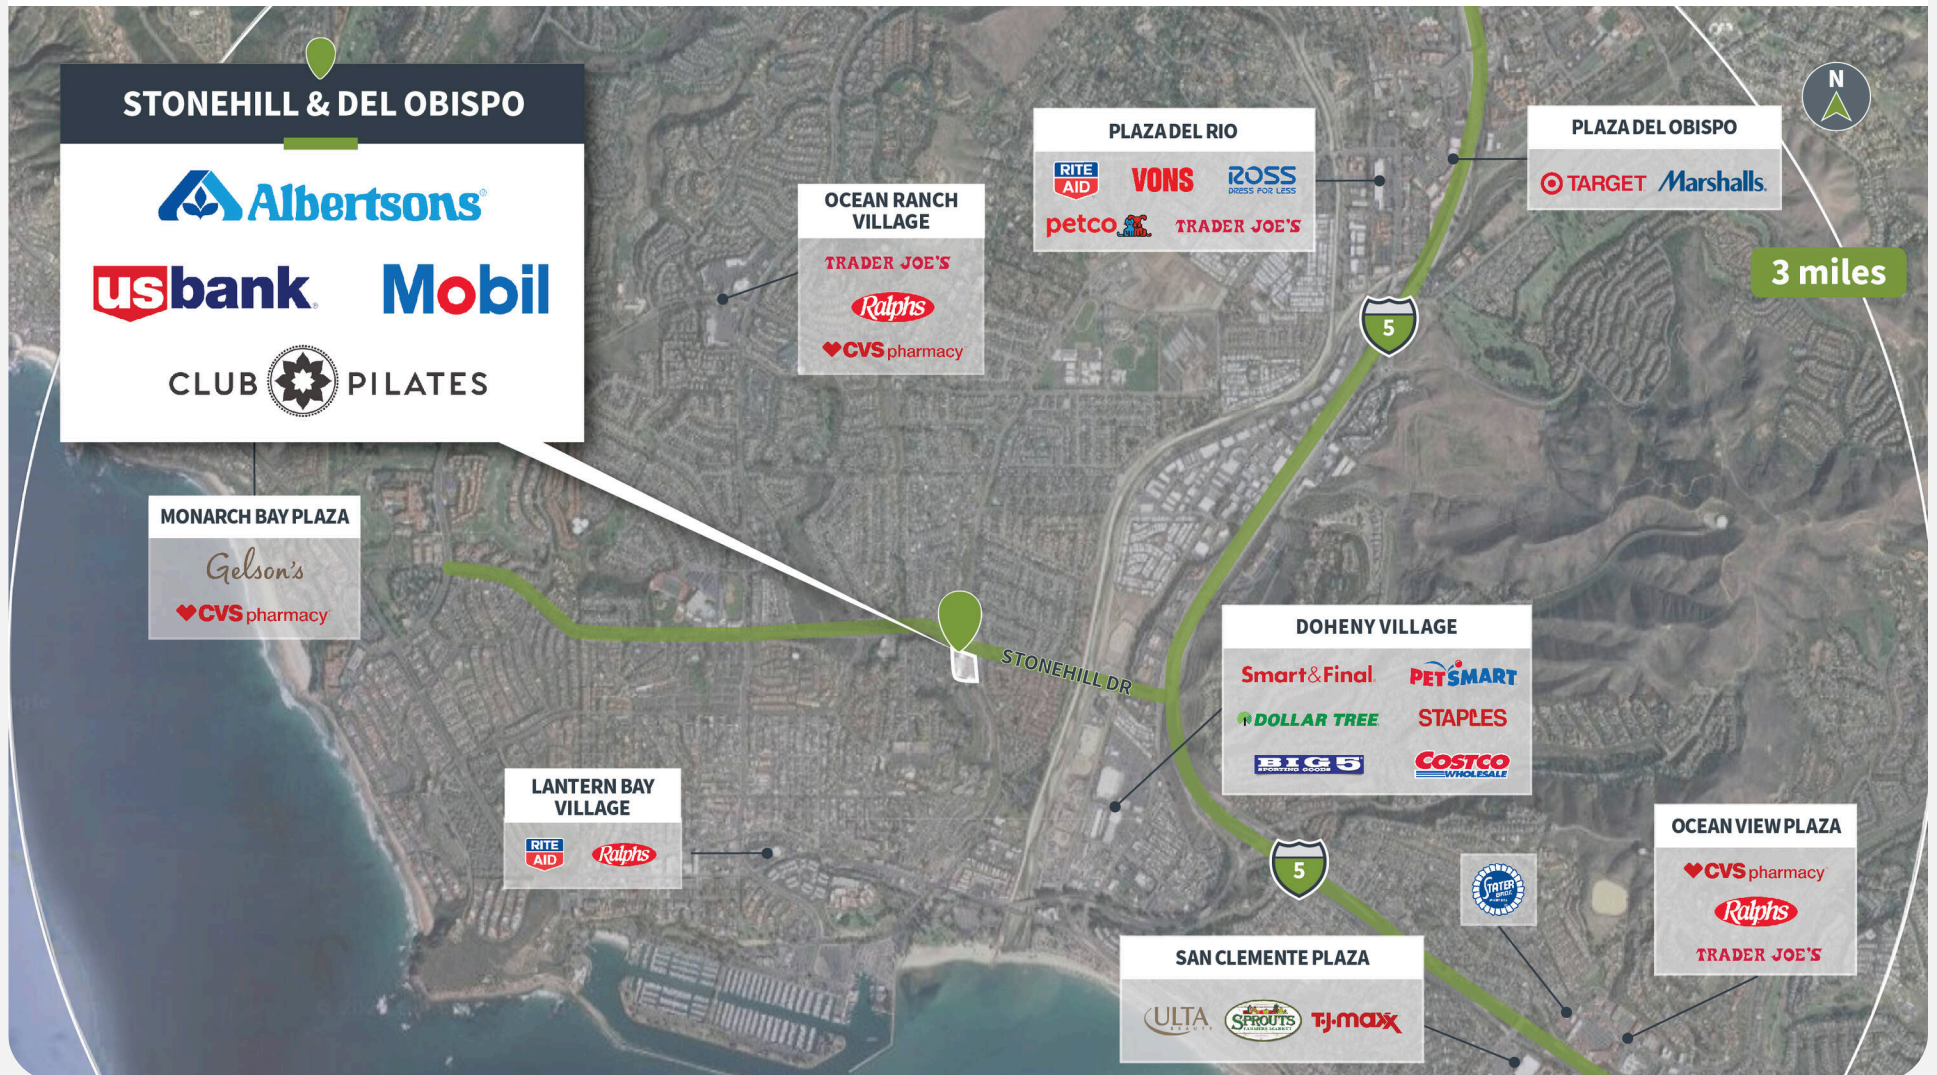 STONEHILL & DEL OBISPO
Albertsons
usbank
Mobil
CLUB PILATES
OCEAN RANCH
VILLAGE
TRADER JOE'S
Ralphs
CVS pharmacy
PLAZA DEL RIO
RITE AID
VONS
ROSS
DRESS FOR LESS
petco
TRADER JOE'S
PLAZA DEL OBISPO
TARGET
Marshalls.
N
3 miles
5
MONARCH BAY PLAZA
Gelson's
CVS pharmacy
STONEHILL DR
DOHENY VILLAGE
Smart&Final.
PETSMART
DOLLAR TREE
STAPLES
BIG 5
SPORTING GOODS
COSTCO
WHOLESALE
LANTERN BAY
VILLAGE
RITE AID
Ralphs
5
STATER
BROS
OCEAN VIEW PLAZA
CVS pharmacy
Ralphs
TRADER JOE'S
SAN CLEMENTE PLAZA
ULTA
BEAUTY
SPROUTS
FARMERS MARKET
T.J.maxx